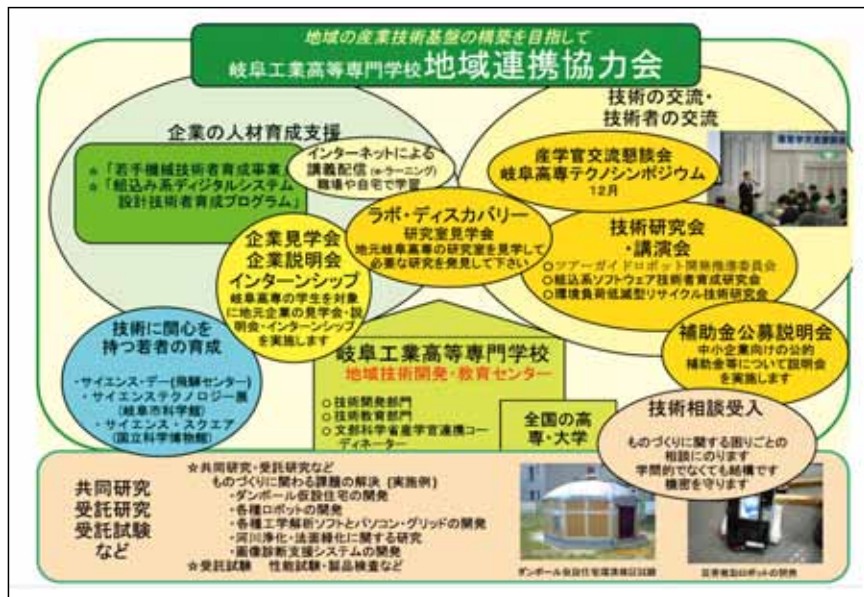 地域の産業技術基盤の構築を目指して
岐阜工業高等専門学校地域連携協力会
企業の人材育成支援
「若手機械技術者育成事業」
「組込み系ディジタルシステム
設計技術者育成プログラム」
インターネットによる
講義配信(e-ラーニング)
職場や自宅で学習
技術の交流・
技術者の交流
産学官交流懇談会
岐阜高専テクノシンポジウム
12月
ラボ・ディスカバリー
研究室見学会
地元岐阜高専の研究室を見学して
必要な研究を発見して下さい
企業見学会
企業説明会
インターンシップ
岐阜高専の学生を対象
に地元企業の見学会・説
明会・インターンシップを
実施します
技術研究会
・講演会
○ツアーガイドロボット開発推進委員会
○組込系ソフトウェア技術者育成研究会
○環境負荷低減型リサイクル技術研究会
技術に関心を
持つ若者の育成
・サイエンス・デー(飛騨センター)
・サイエンステクノロジー展
(岐阜市科学館)
・サイエンス・スクエア
(国立科学博物館)
岐阜工業高等専門学校
地域技術開発・教育センター
○技術開発部門
○技術教育部門
○文部科学省産学官連携コー
ディネーター
全国の高
専・大学
補助金公募説明会
中小企業向けの公的
補助金等について説明会
を実施します
技術相談受入
ものづくりに関する困りごとの
相談にのります
学問的でなくても結構です
機密を守ります
共同研究
受託研究
受託試験
など
☆共同研究・受託研究など
ものづくりに関わる課題の解決 (実施例)
・ダンボール仮設住宅の開発
・各種ロボットの開発
・各種工学解析ソフトとパソコン・グリッドの開発
・河川浄化・法面緑化に関する研究
・画像診断支援システムの開発
☆受託試験 性能試験・製品検査など